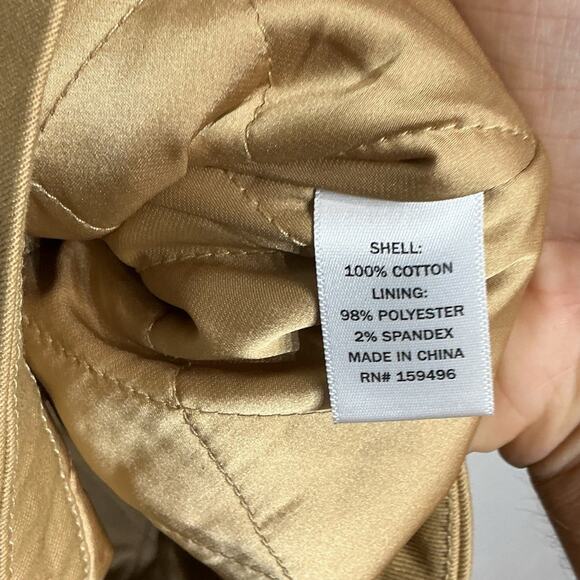 SHELL:
100% COTTON
LINING:
98% POLYESTER
2% SPANDEX
MADE IN CHINA
RN# 159496